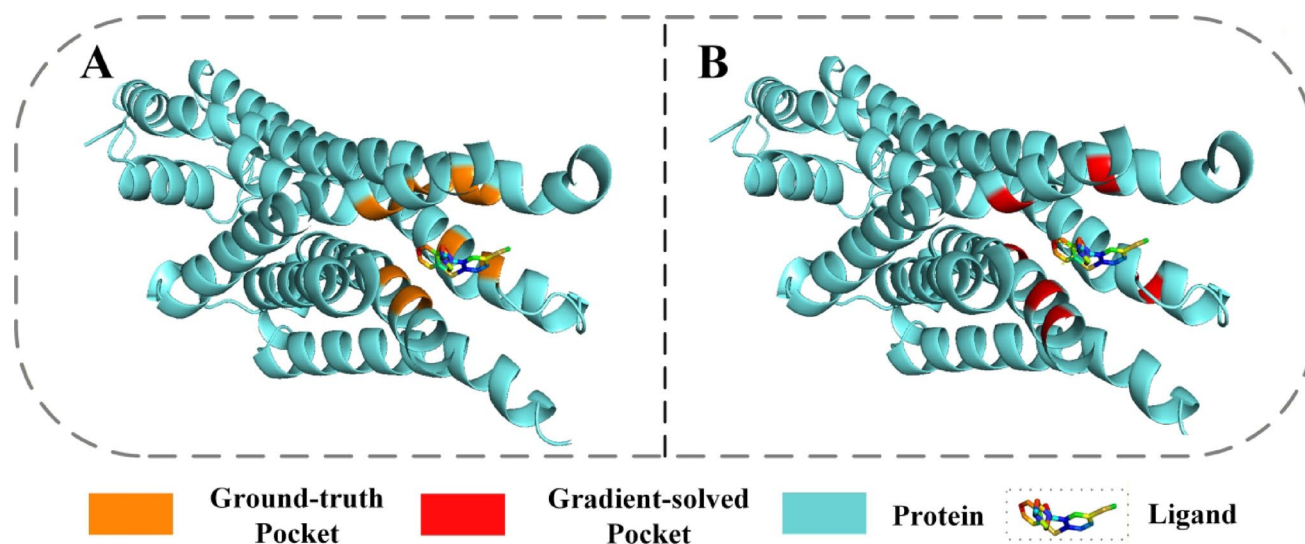 A
B
Ground-truth
Pocket
Gradient-solved
Pocket
Protein
Ligand